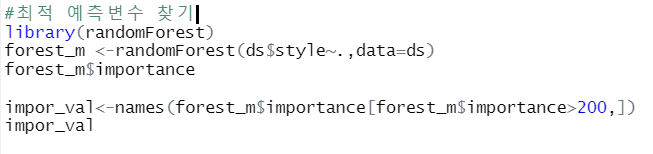 #최적 예측변수 찾기
library(randomForest)
forest_m <-randomForest(ds$style~.,data=ds)
forest_m$importance
impor_val<-names(forest_m$importance[forest_m$importance>200,])
impor_val